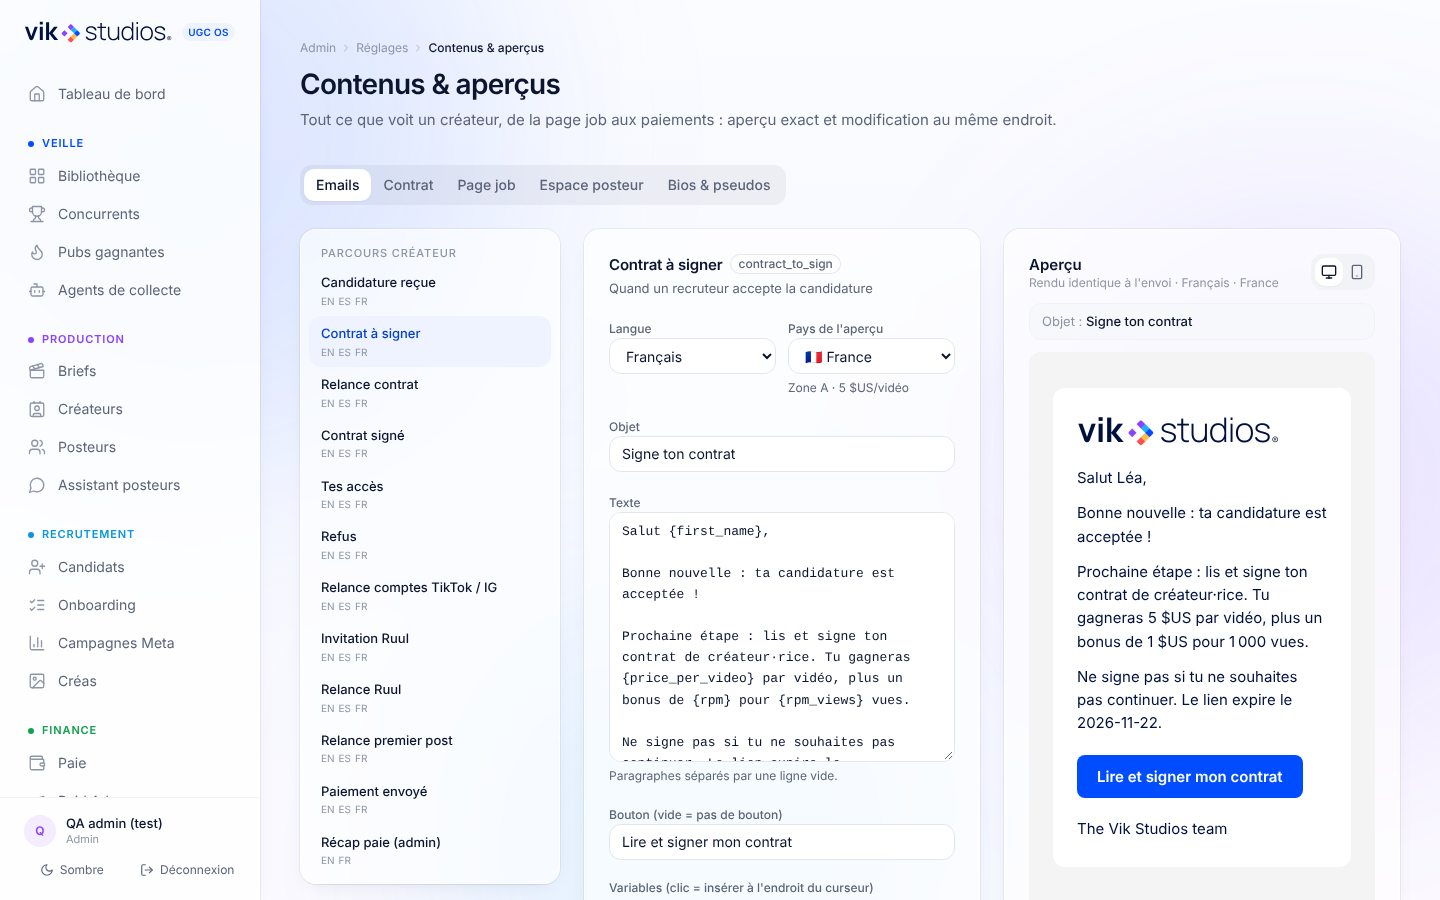 vik studios®
UGC OS
Tableau de bord
VEILLE
Bibliothèque
Concurrents
Pubs gagnantes
Agents de collecte
PRODUCTION
Briefs
Créateurs
Posteurs
Assistant posteurs
RECRUTEMENT
Candidats
Onboarding
Campagnes Meta
Créas
FINANCE
Paie
Q
QA admin (test)
Admin
Sombre
Déconnexion
Admin
Réglages
Contenus & aperçus
Contenus & aperçus
Tout ce que voit un créateur, de la page job aux paiements : aperçu exact et modification au même endroit.
Emails
Contrat
Page job
Espace posteur
Bios & pseudos
PARCOURS CRÉATEUR
Candidature reçue
EN ES FR
Contrat à signer
EN ES FR
Relance contrat
EN ES FR
Contrat signé
EN ES FR
Tes accès
EN ES FR
Refus
EN ES FR
Relance comptes TikTok / IG
EN ES FR
Invitation Ruul
EN ES FR
Relance Ruul
EN ES FR
Relance premier post
EN ES FR
Paiement envoyé
EN ES FR
Récap paie (admin)
EN FR
Contrat à signer
contract_to_sign
Quand un recruteur accepte la candidature
Langue
Français
Pays de l'aperçu
🇫🇷 France
Zone A · 5 $US/vidéo
Objet
Signe ton contrat
Texte
Salut {first_name},
Bonne nouvelle : ta candidature est
acceptée !
Prochaine étape : lis et signe ton
contrat de créateur·rice. Tu gagneras
{price_per_video} par vidéo, plus un
bonus de {rpm} pour {rpm_views} vues.
Ne signe pas si tu ne souhaites pas
Paragraphes séparés par une ligne vide.
Bouton (vide = pas de bouton)
Lire et signer mon contrat
Variables (clic = insérer à l'endroit du curseur)
Aperçu
Rendu identique à l'envoi · Français · France
Objet : Signe ton contrat
vik studios®
Salut Léa,
Bonne nouvelle : ta candidature est
acceptée !
Prochaine étape : lis et signe ton
contrat de créateur·rice. Tu
gagneras 5 $US par vidéo, plus un
bonus de 1 $US pour 1 000 vues.
Ne signe pas si tu ne souhaites
pas continuer. Le lien expire le
2026-11-22.
Lire et signer mon contrat
The Vik Studios team